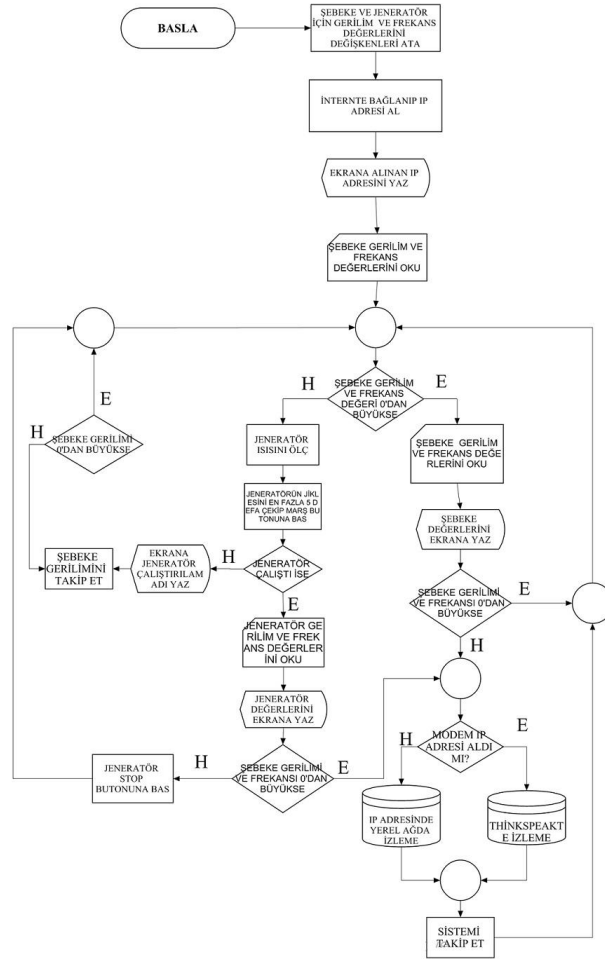 BASLA
ŞEBEKE VE JENERATÖR
İÇİN GERİLİM VE FREKANS
DEĞERLERİNİ
DEĞİŞKENLERİ ATA
İNTERNTE BAĞLANIP IP
ADRESİ AL
EKRANA ALINAN IP
ADRESİNİ YAZ
ŞEBEKE GERİLİM VE
FREKANS
DEĞERLERİNİ OKU
H
ŞEBEKE GERİLİM
VE FREKANS
DEĞERİ 0'DAN
BÜYÜKSE
E
E
H
ŞEBEKE GERİLİMİ
0'DAN BÜYÜKSE
JENERATÖR
ISISINI ÖLÇ
ŞEBEKE GERİLİM
VE FREKANS DEĞE
RLERİNİ OKU
JENERATÖRÜN JİKL
ESİNİ EN FAZLA 5 D
EFA ÇEKİP MARŞ BU
TONUNA BAS
ŞEBEKE
DEĞERLERİNİ
EKRANA YAZ
ŞEBEKE
GERİLİMİNİ
TAKİP ET
EKRANA
JENERATÖR
ÇALIŞTIRILAM
ADI YAZ
H
JENERATÖR
ÇALIŞTI İSE
E
ŞEBEKE GERİLİMİ
VE FREKANSI 0'DAN
BÜYÜKSE
E
H
JENERATÖR GE
RİLİM VE FREK
ANS DEĞERLER
İNİ OKU
JENERATÖR
DEĞERLERİNİ
EKRANA YAZ
JENERATÖR
STOP
BUTONUNA BAS
H
ŞEBEKE GERİLİMİ
VE FREKANSI 0'DAN
BÜYÜKSE
E
H
MODEM IP
ADRESİ ALDI
MI?
E
IP ADRESİNDE
YEREL AĞDA
İZLEME
THİNKSPEAKT
E İZLEME
SİSTEMİ
TAKİP ET